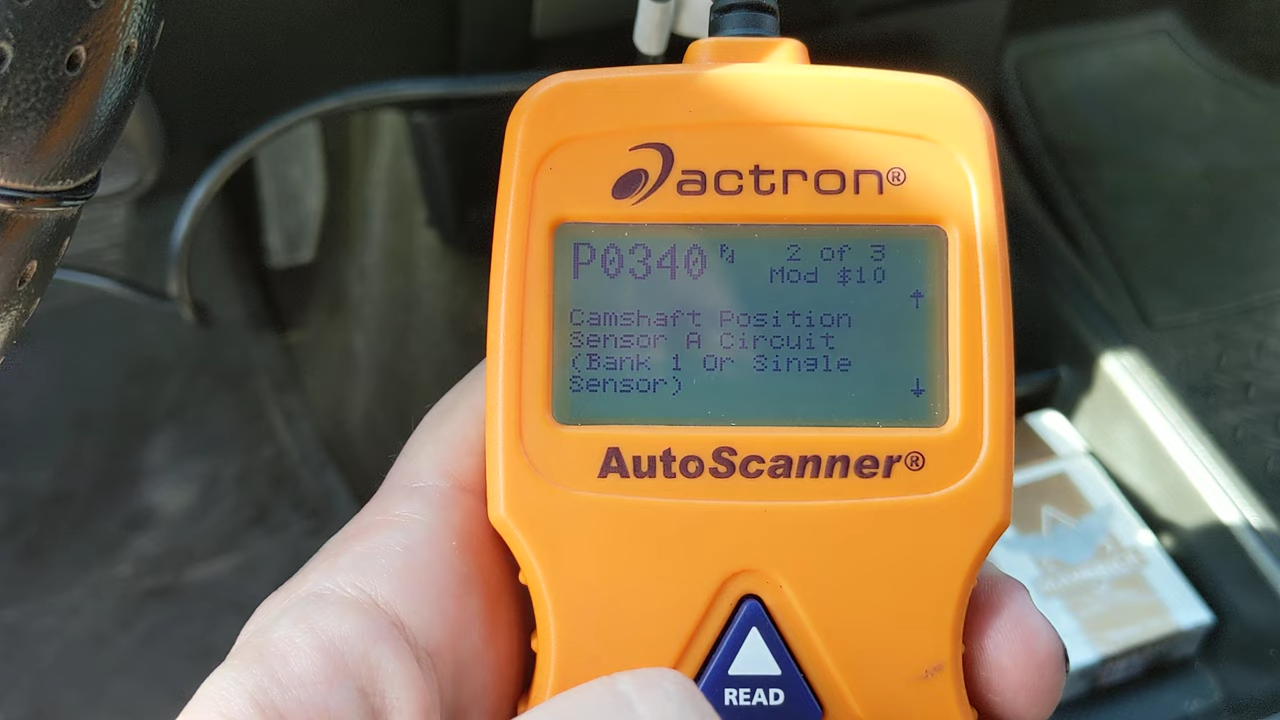 actron®
P0340 2 of 3
Mod $10
Camshaft Position
Sensor A Circuit
(Bank 1 Or Single
Sensor)
AutoScanner®
READ